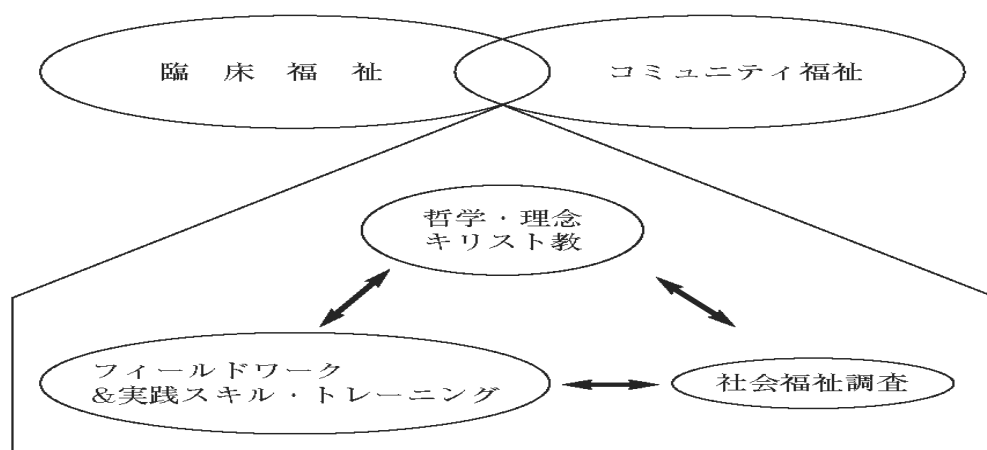 臨床福祉
コミュニティ福祉
哲学・理念
キリスト教
フィールドワーク
&実践スキル・トレーニング
社会福祉調査